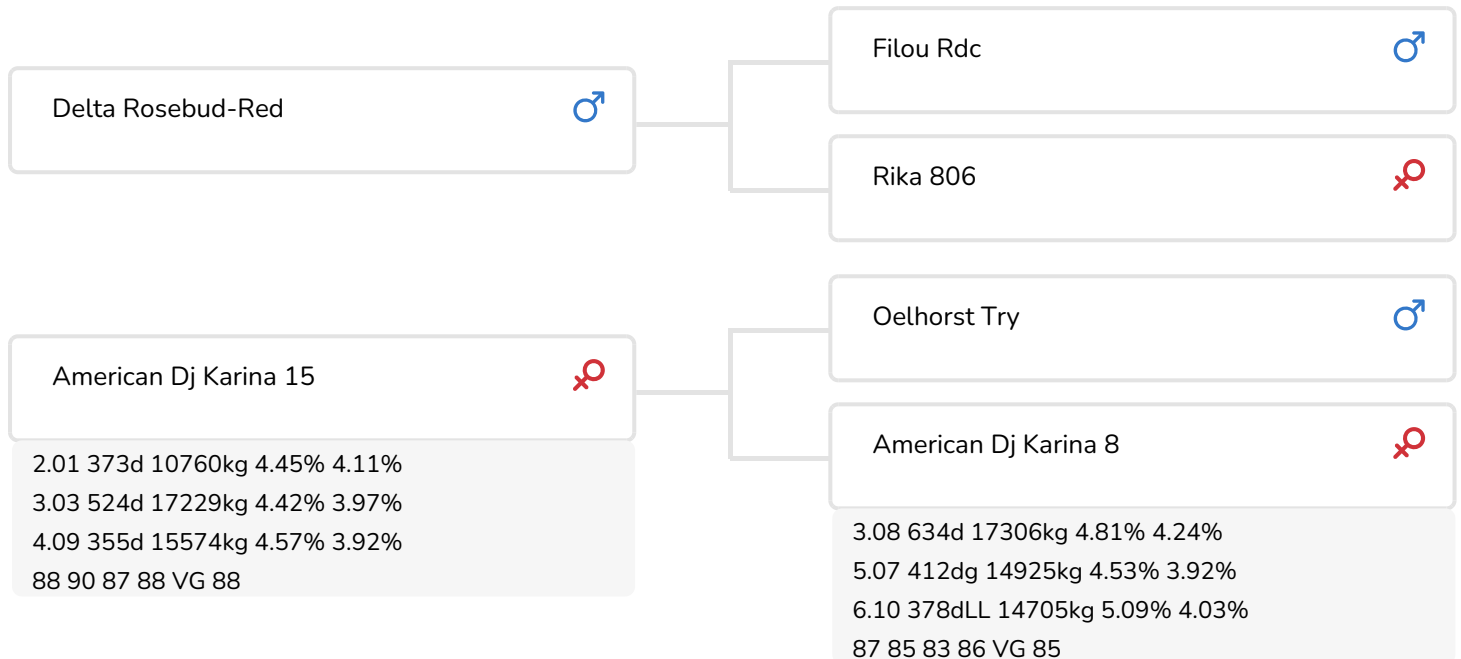 Delta Rosebud-Red
Filou Rdc
Rika 806
American Dj Karina 15
2.01 373d 10760kg 4.45% 4.11%
3.03 524d 17229kg 4.42% 3.97%
4.09 355d 15574kg 4.57% 3.92%
88 90 87 88 VG 88
Oelhorst Try
American Dj Karina 8
3.08 634d 17306kg 4.81% 4.24%
5.07 412dg 14925kg 4.53% 3.92%
6.10 378dLL 14705kg 5.09% 4.03%
87 85 83 86 VG 85